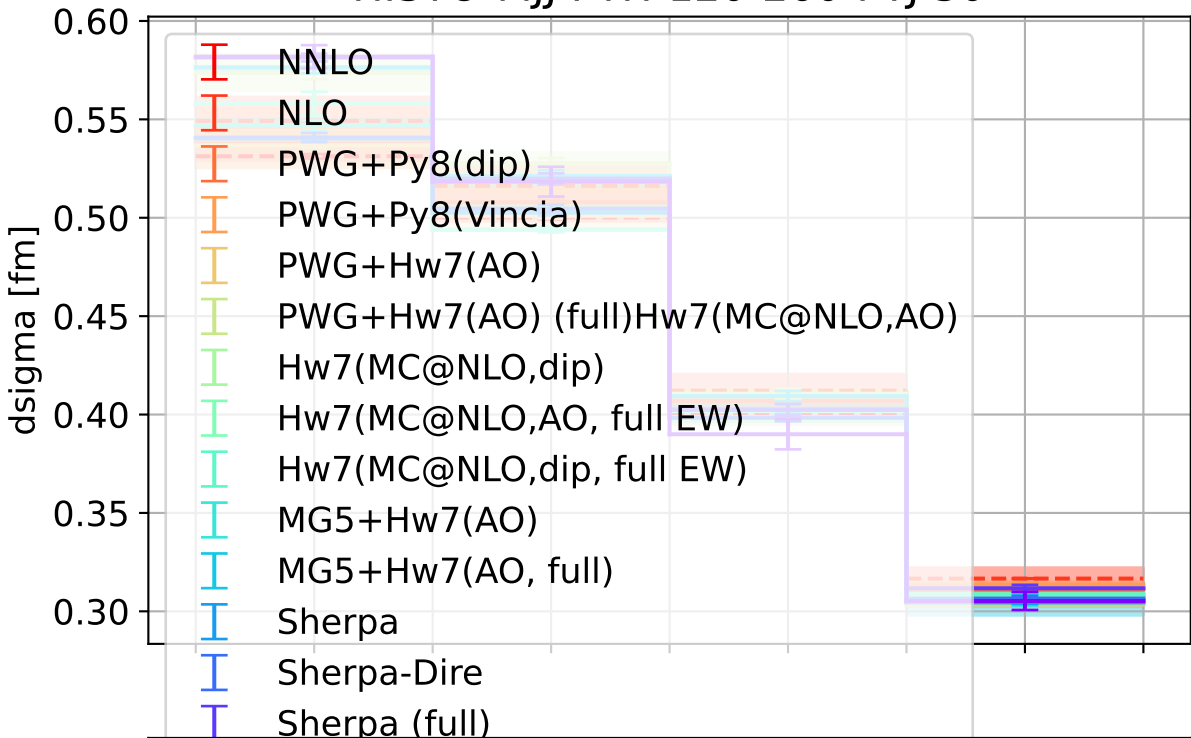 0.60
0.55
0.50
0.45
0.40
0.35
0.30
dsigma [fm]
NNLO
NLO
PWG+Py8(dip)
PWG+Py8(Vincia)
PWG+Hw7(AO)
PWG+Hw7(AO) (full)Hw7(MC@NLO,AO)
Hw7(MC@NLO,dip)
Hw7(MC@NLO,AO, full EW)
Hw7(MC@NLO,dip, full EW)
MG5+Hw7(AO)
MG5+Hw7(AO, full)
Sherpa
Sherpa-Dire
Sherpa (full)